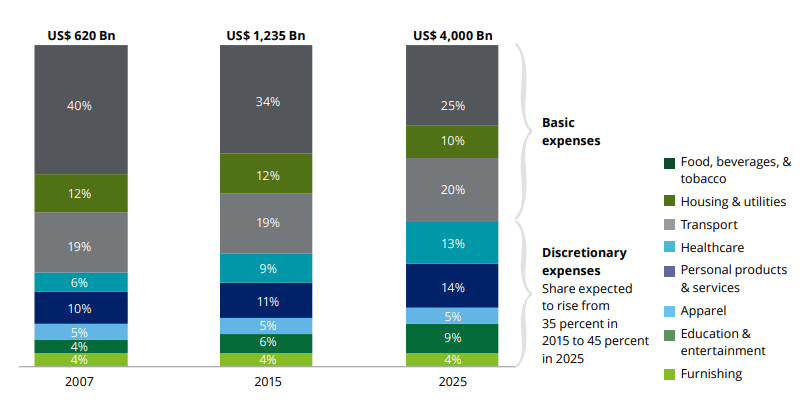 US$ 620 Bn US$ 1,235 Bn US$ 4,000 Bn
40% 34% 25%
12% 12% 10%
19% 19% 20%
6% 9% 13%
10% 11% 14%
5% 5% 5%
4% 6% 9%
4% 4% 4%
2007 2015 2025
Basic
expenses
Discretionary
expenses
Share expected
to rise from
35 percent in
2015 to 45 percent
in 2025
Food, beverages, &
tobacco
Housing & utilities
Transport
Healthcare
Personal products
& services
Apparel
Education &
entertainment
Furnishing